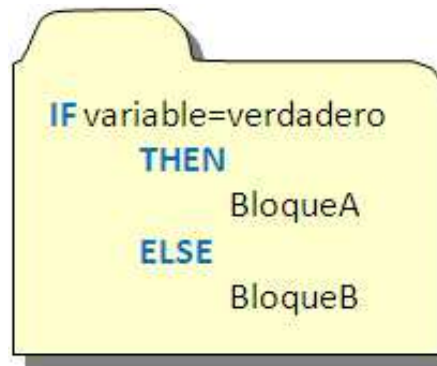 IF variable=verdadero
THEN
BloqueA
ELSE
BloqueB